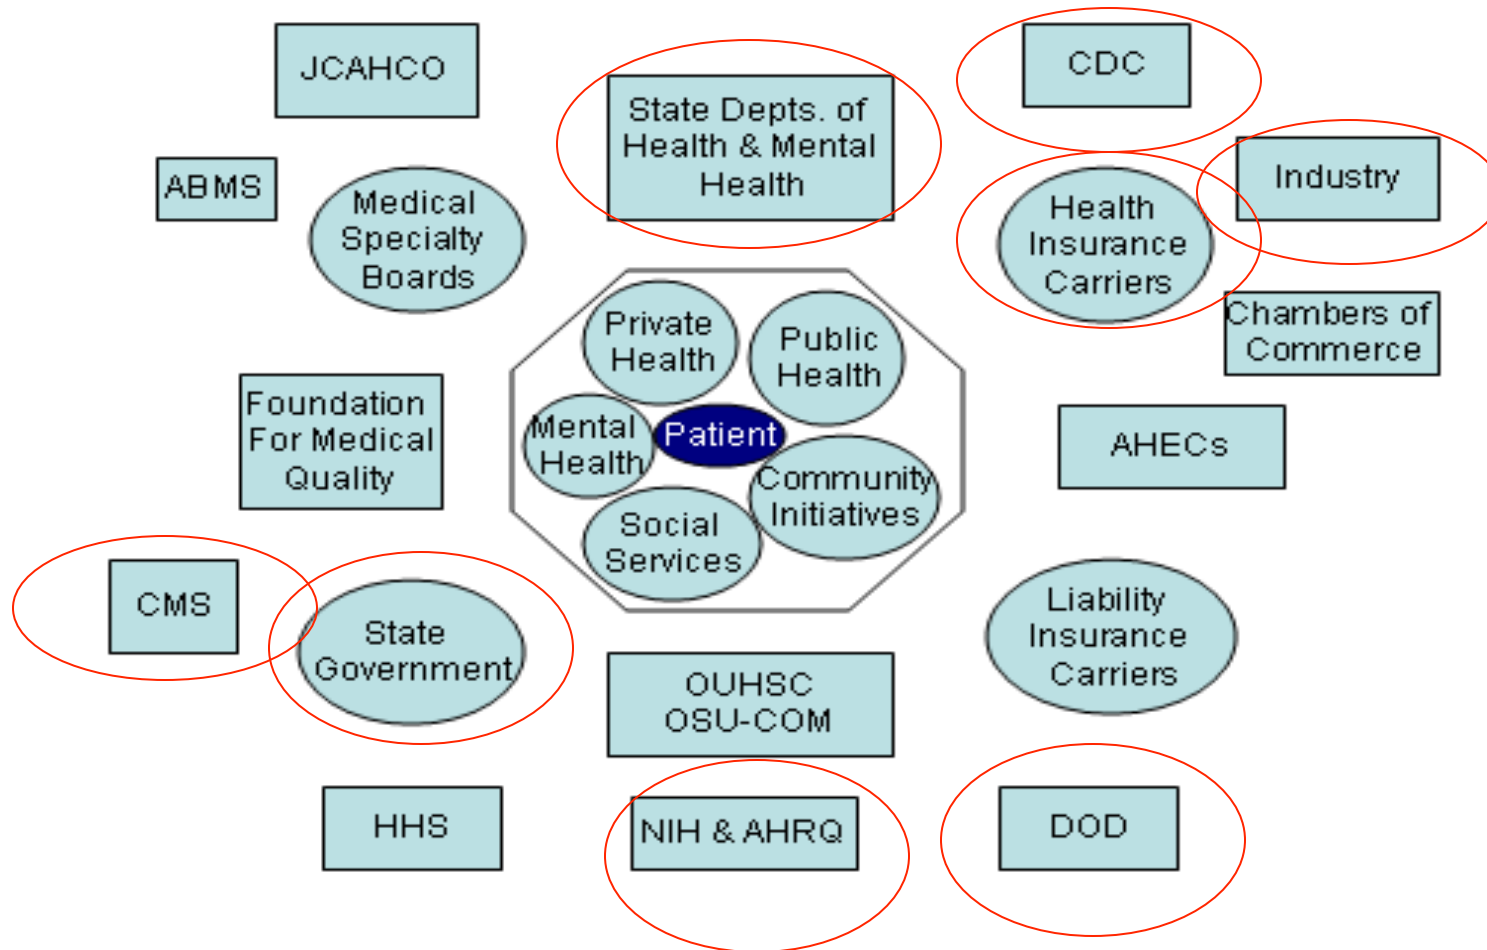 JCAHCO
State Depts. of
Health & Mental
Health
CDC
ABMS
Medical
Specialty
Boards
Health
Insurance
Carriers
Industry
Chambers of
Commerce
Private
Health
Public
Health
Mental
Health
Patient
Community
Initiatives
Social
Services
Foundation
For Medical
Quality
AHECs
CMS
State
Government
OUHSC
OSU-COM
Liability
Insurance
Carriers
HHS
NIH & AHRQ
DOD